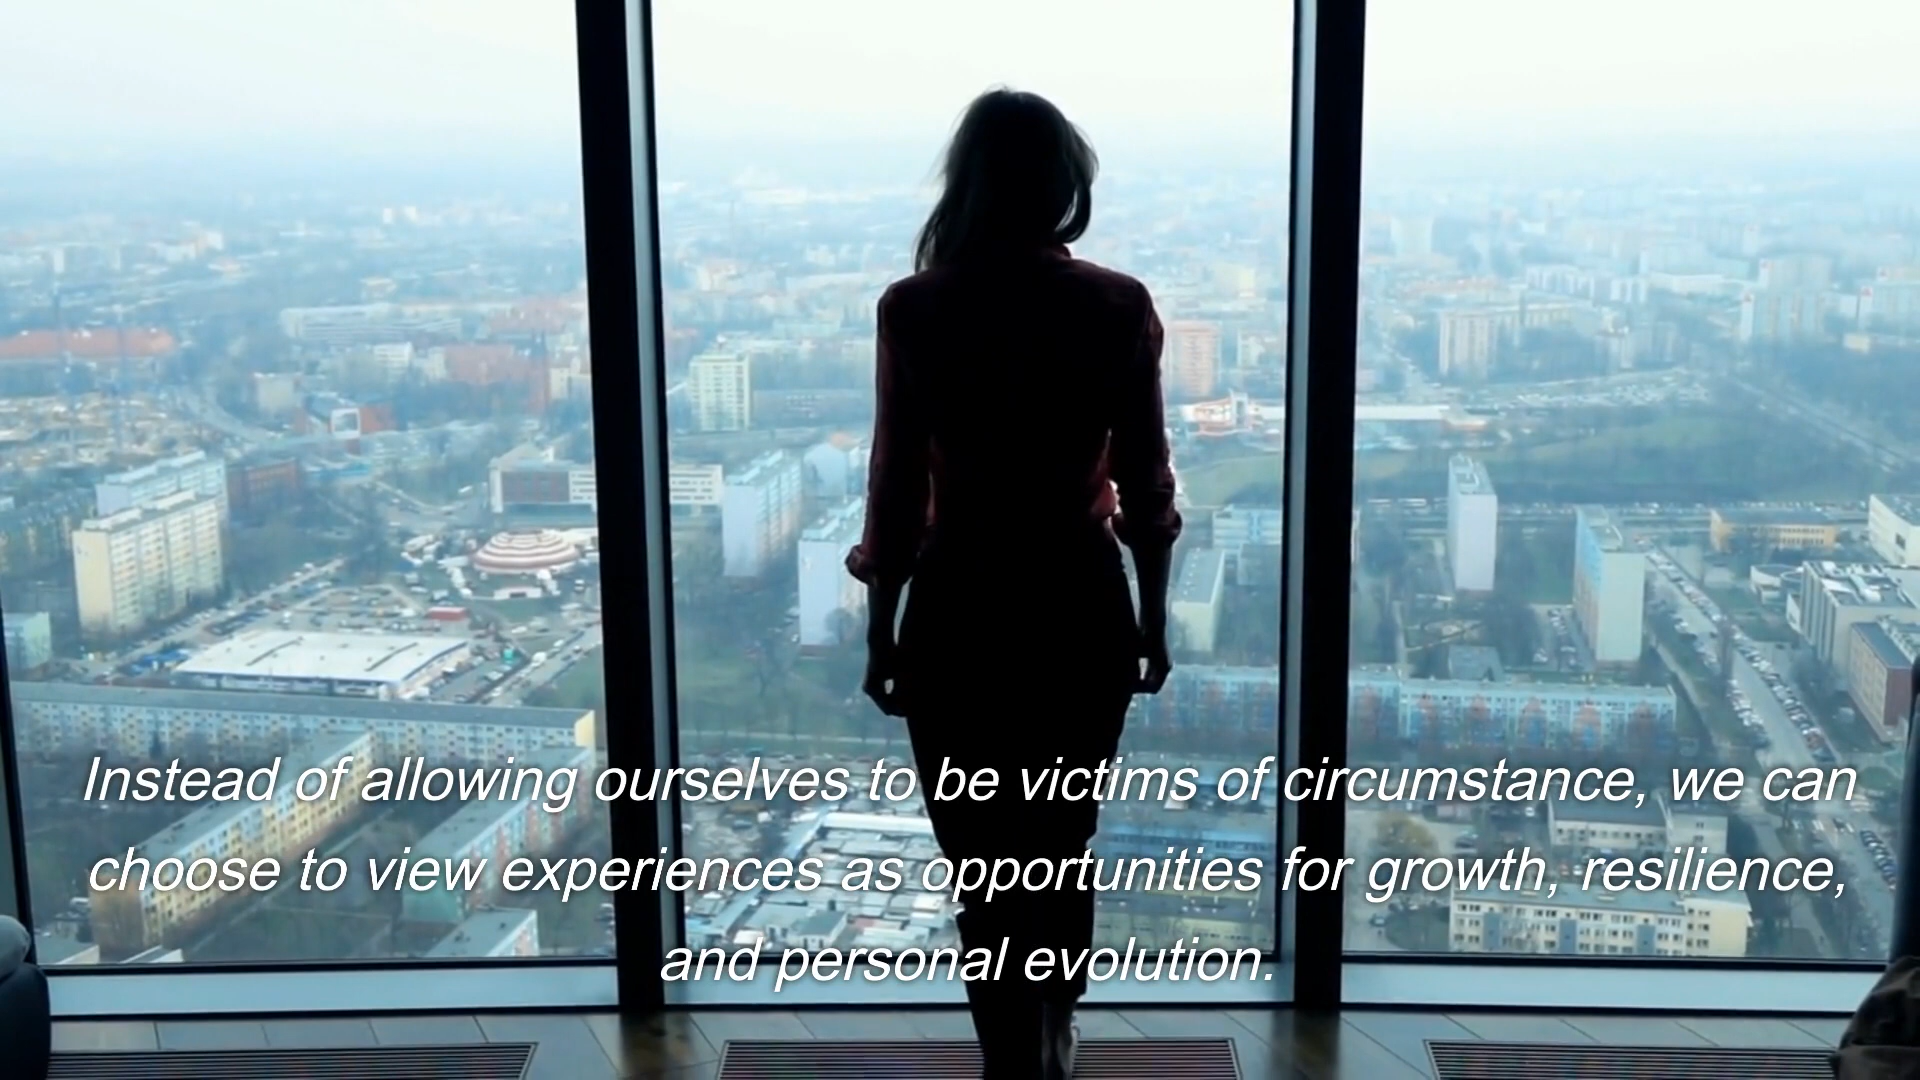 Instead of allowing ourselves to be victims of circumstance, we can
choose to view experiences as opportunities for growth, resilience,
and personal evolution.